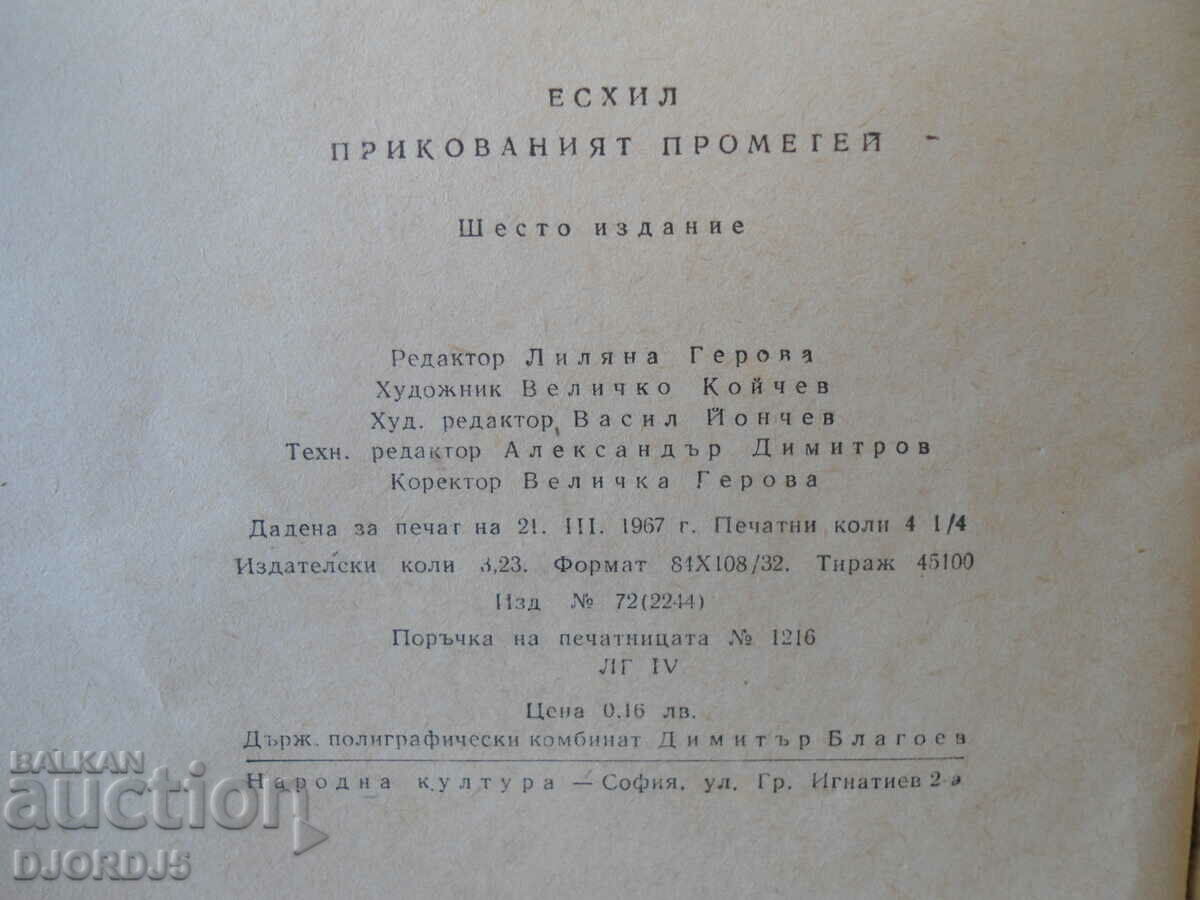 ЕСХИЛ
ПРИКОВАНИЯТ ПРОМЕТЕЙ
Шесто издание
Редактор Лиляна Герова
Художник Величко Койчев
Худ. редактор Васил Йончев
Техн. редактор Александър Димитров
Коректор Величка Герова
Дадена за печат на 21. III. 1967 г. Печатни коли 4 1/4
Издателски коли 3,23. Формат 84X108/32. Тираж 45100
Изд № 72(2244)
Поръчка на печатницата № 1216
ЛГ IV
Цена 0.16 лв.
Държ. полиграфически комбинат Димитър Благоев
Народна култура — София, ул. Гр. Игнатиев 2-а
BALKAN
auction
DJORDJ5